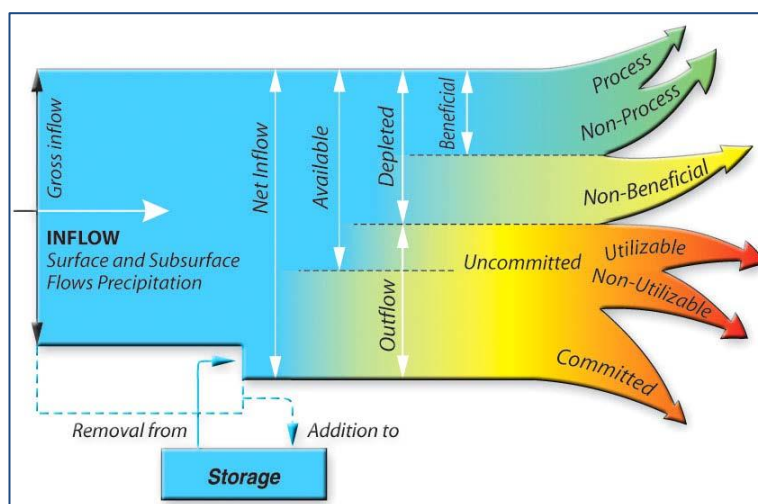 Gross inflow
INFLOW
Surface and Subsurface
Flows Precipitation
Net Inflow
Available
Depleted
Beneficial
Outflow
Uncommitted
Process
Non-Process
Non-Beneficial
Utilizable
Non-Utilizable
Committed
Removal from
Addition to
Storage